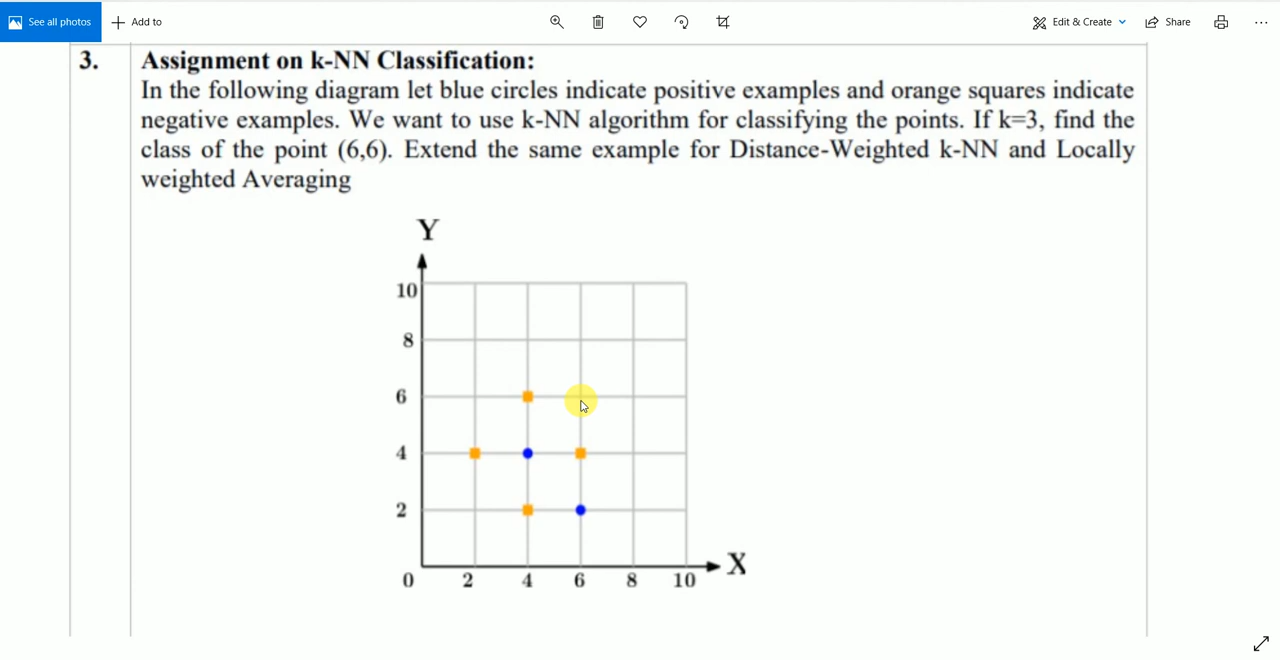 See all photos
Add to
Edit & Create
Share
3.
Assignment on k-NN Classification:
In the following diagram let blue circles indicate positive examples and orange squares indicate
negative examples. We want to use k-NN algorithm for classifying the points. If k=3, find the
class of the point (6,6). Extend the same example for Distance-Weighted k-NN and Locally
weighted Averaging
Y
10
8
6
4
2
0 2 4 6 8 10 X